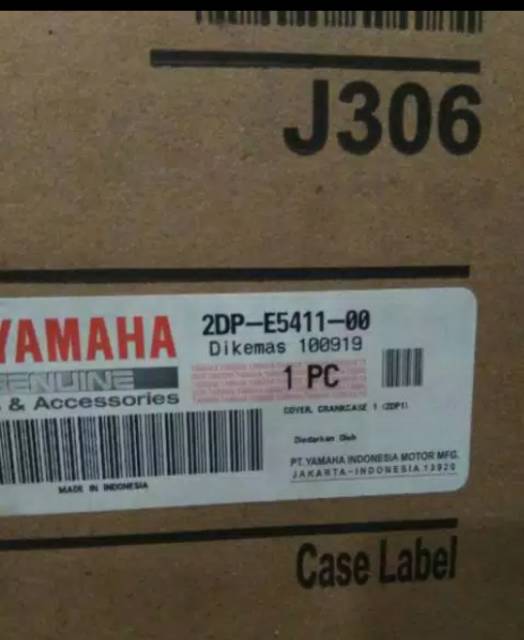 J306
YAMAHA
2DP-E5411-00
Dikemas 100919
GENUINE
1 PC
& Accessories
COVER, CRANKCASE 1 (2DP1)
Diedarkan Oleh
PT. YAMAHA INDONESIA MOTOR MFG.
JAKARTA-INDONESIA 13920
MADE IN INDONESIA
Case Label